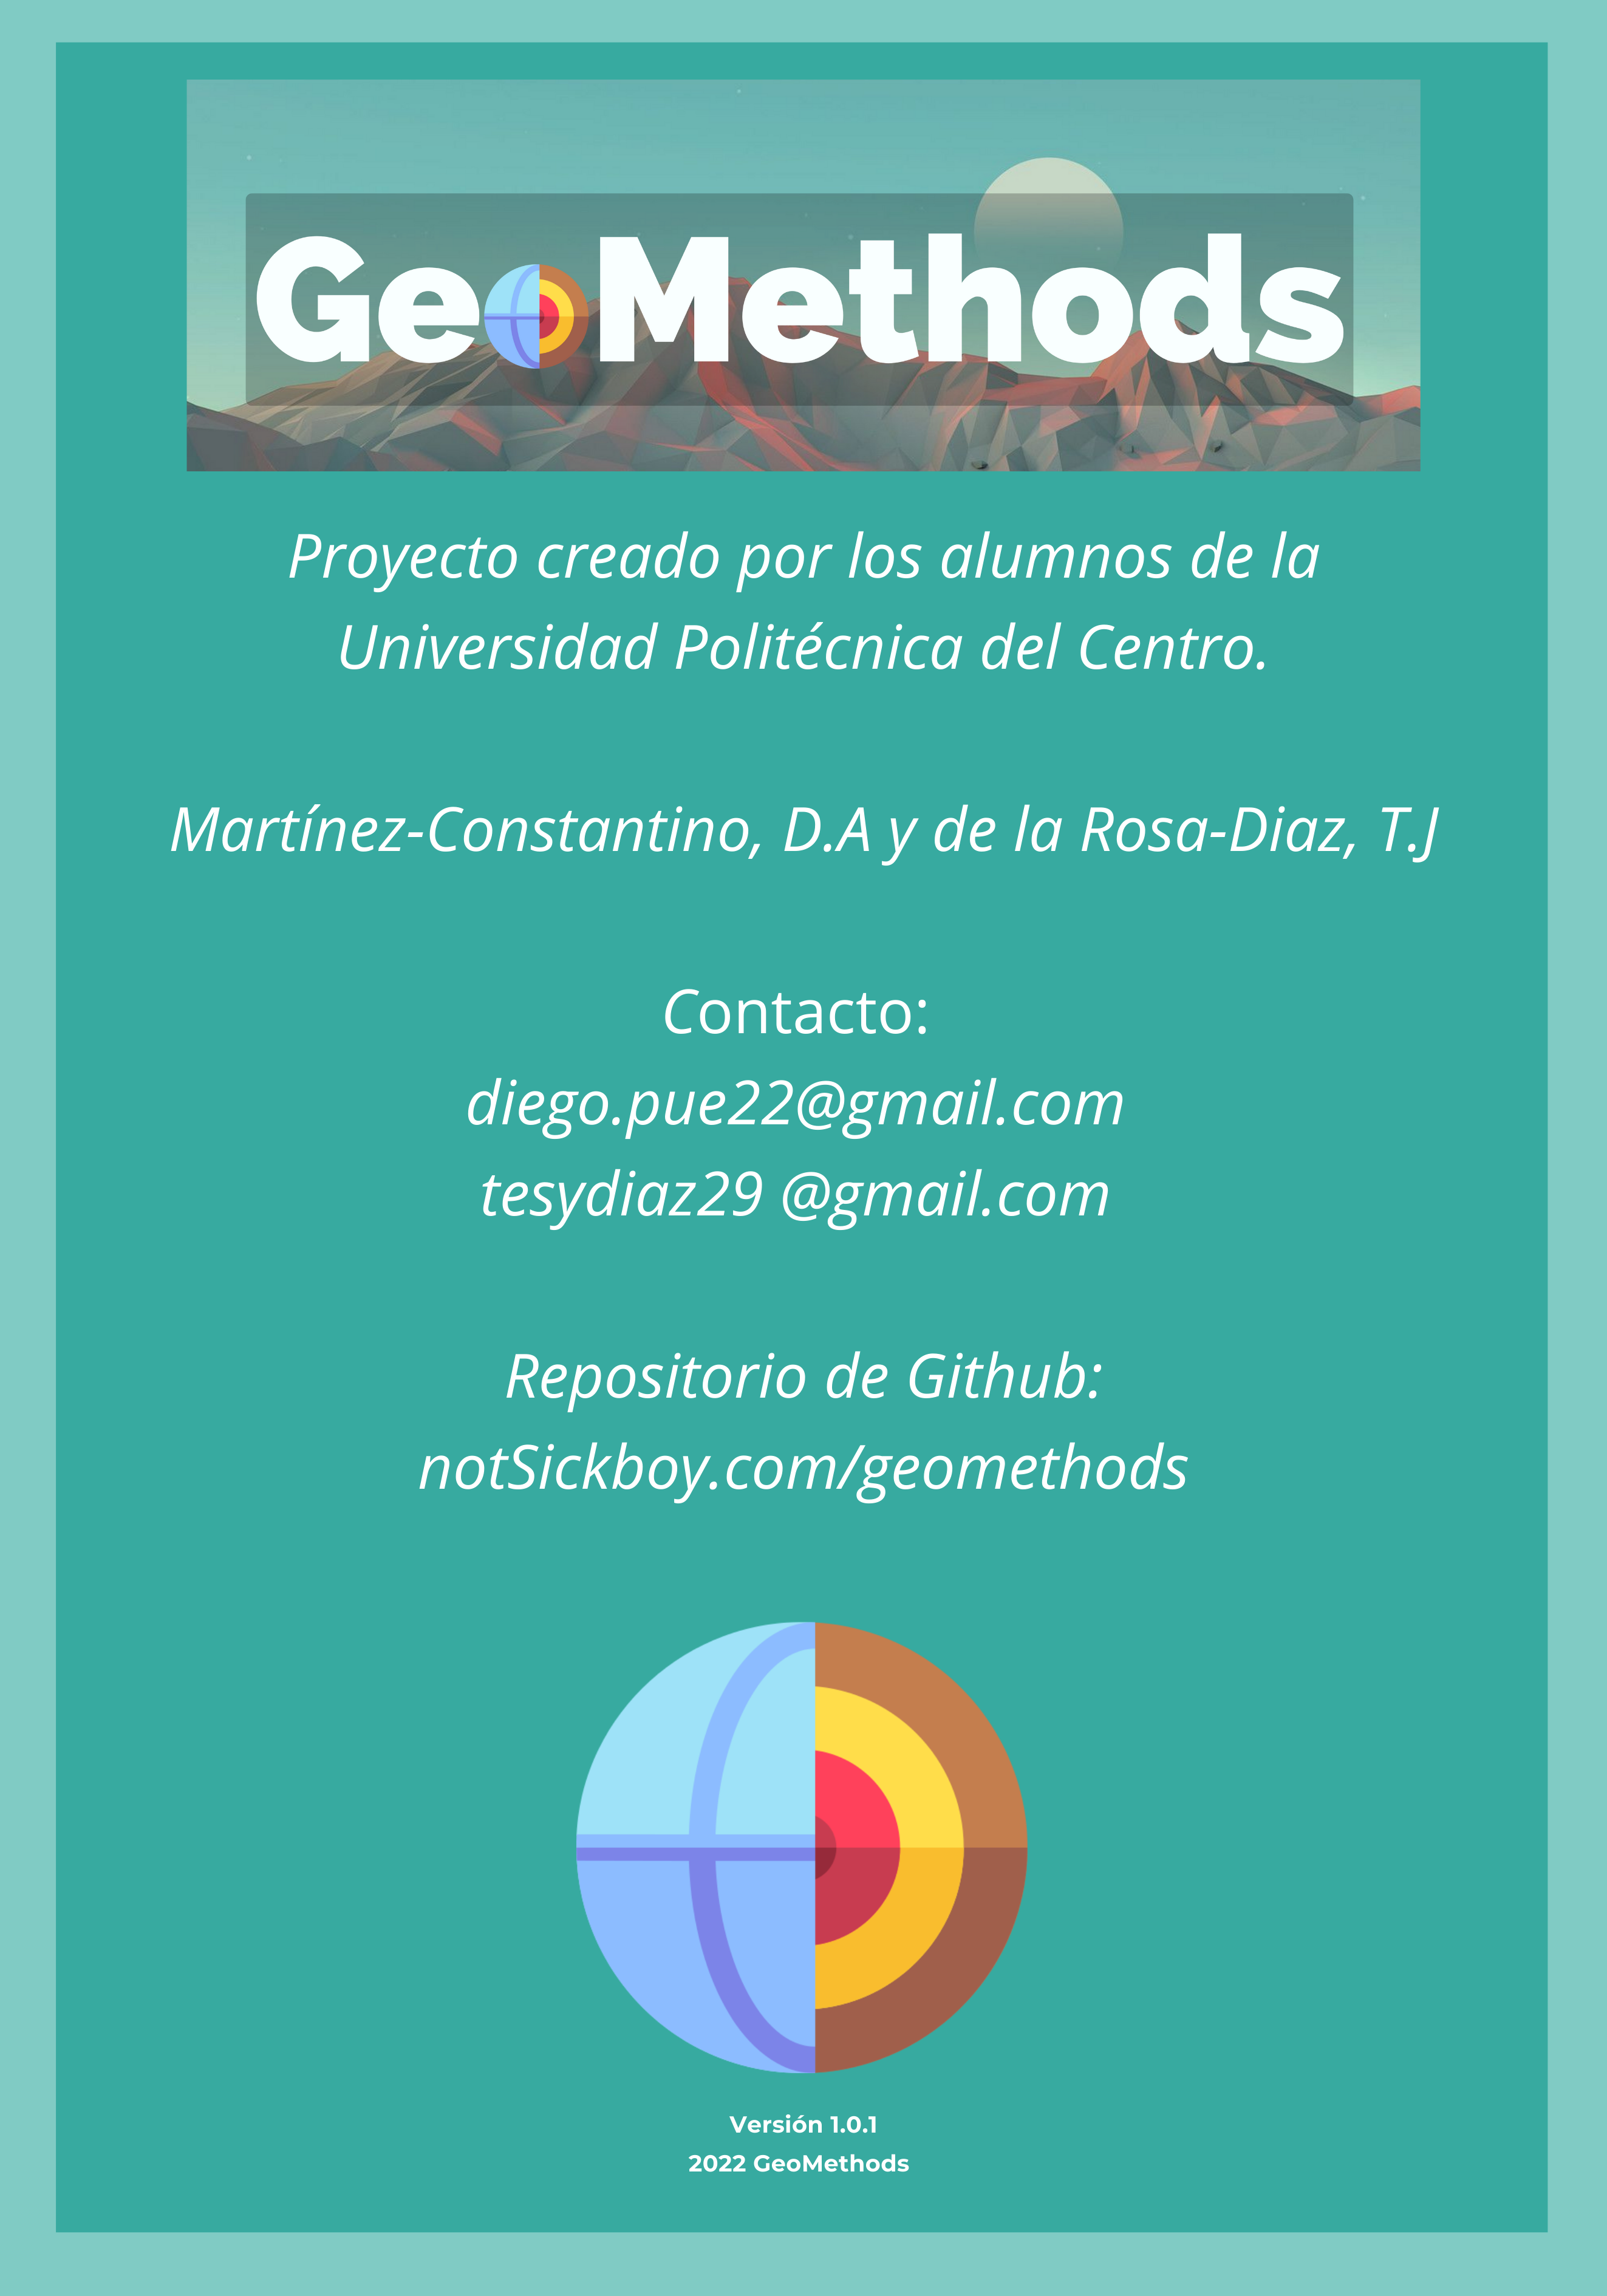 GeoMethods
Proyecto creado por los alumnos de la
Universidad Politécnica del Centro.
Martínez-Constantino, D.A y de la Rosa-Diaz, T.J
Contacto:
diego.pue22@gmail.com
tesydiaz29 @gmail.com
Repositorio de Github:
notSickboy.com/geomethods
Versión 1.0.1
2022 GeoMethods